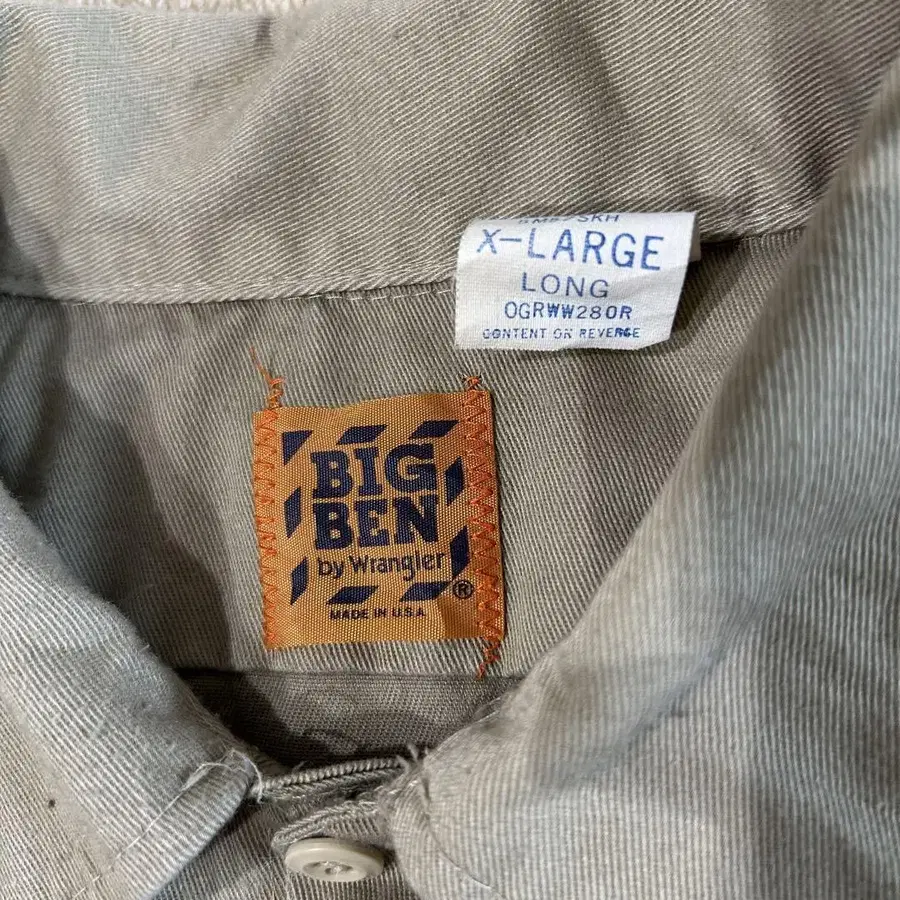 X-LARGE
LONG
OGRWW280R
CONTENT ON REVERSE
BIG
BEN
by Wrangler
®
MADE IN U.S.A.